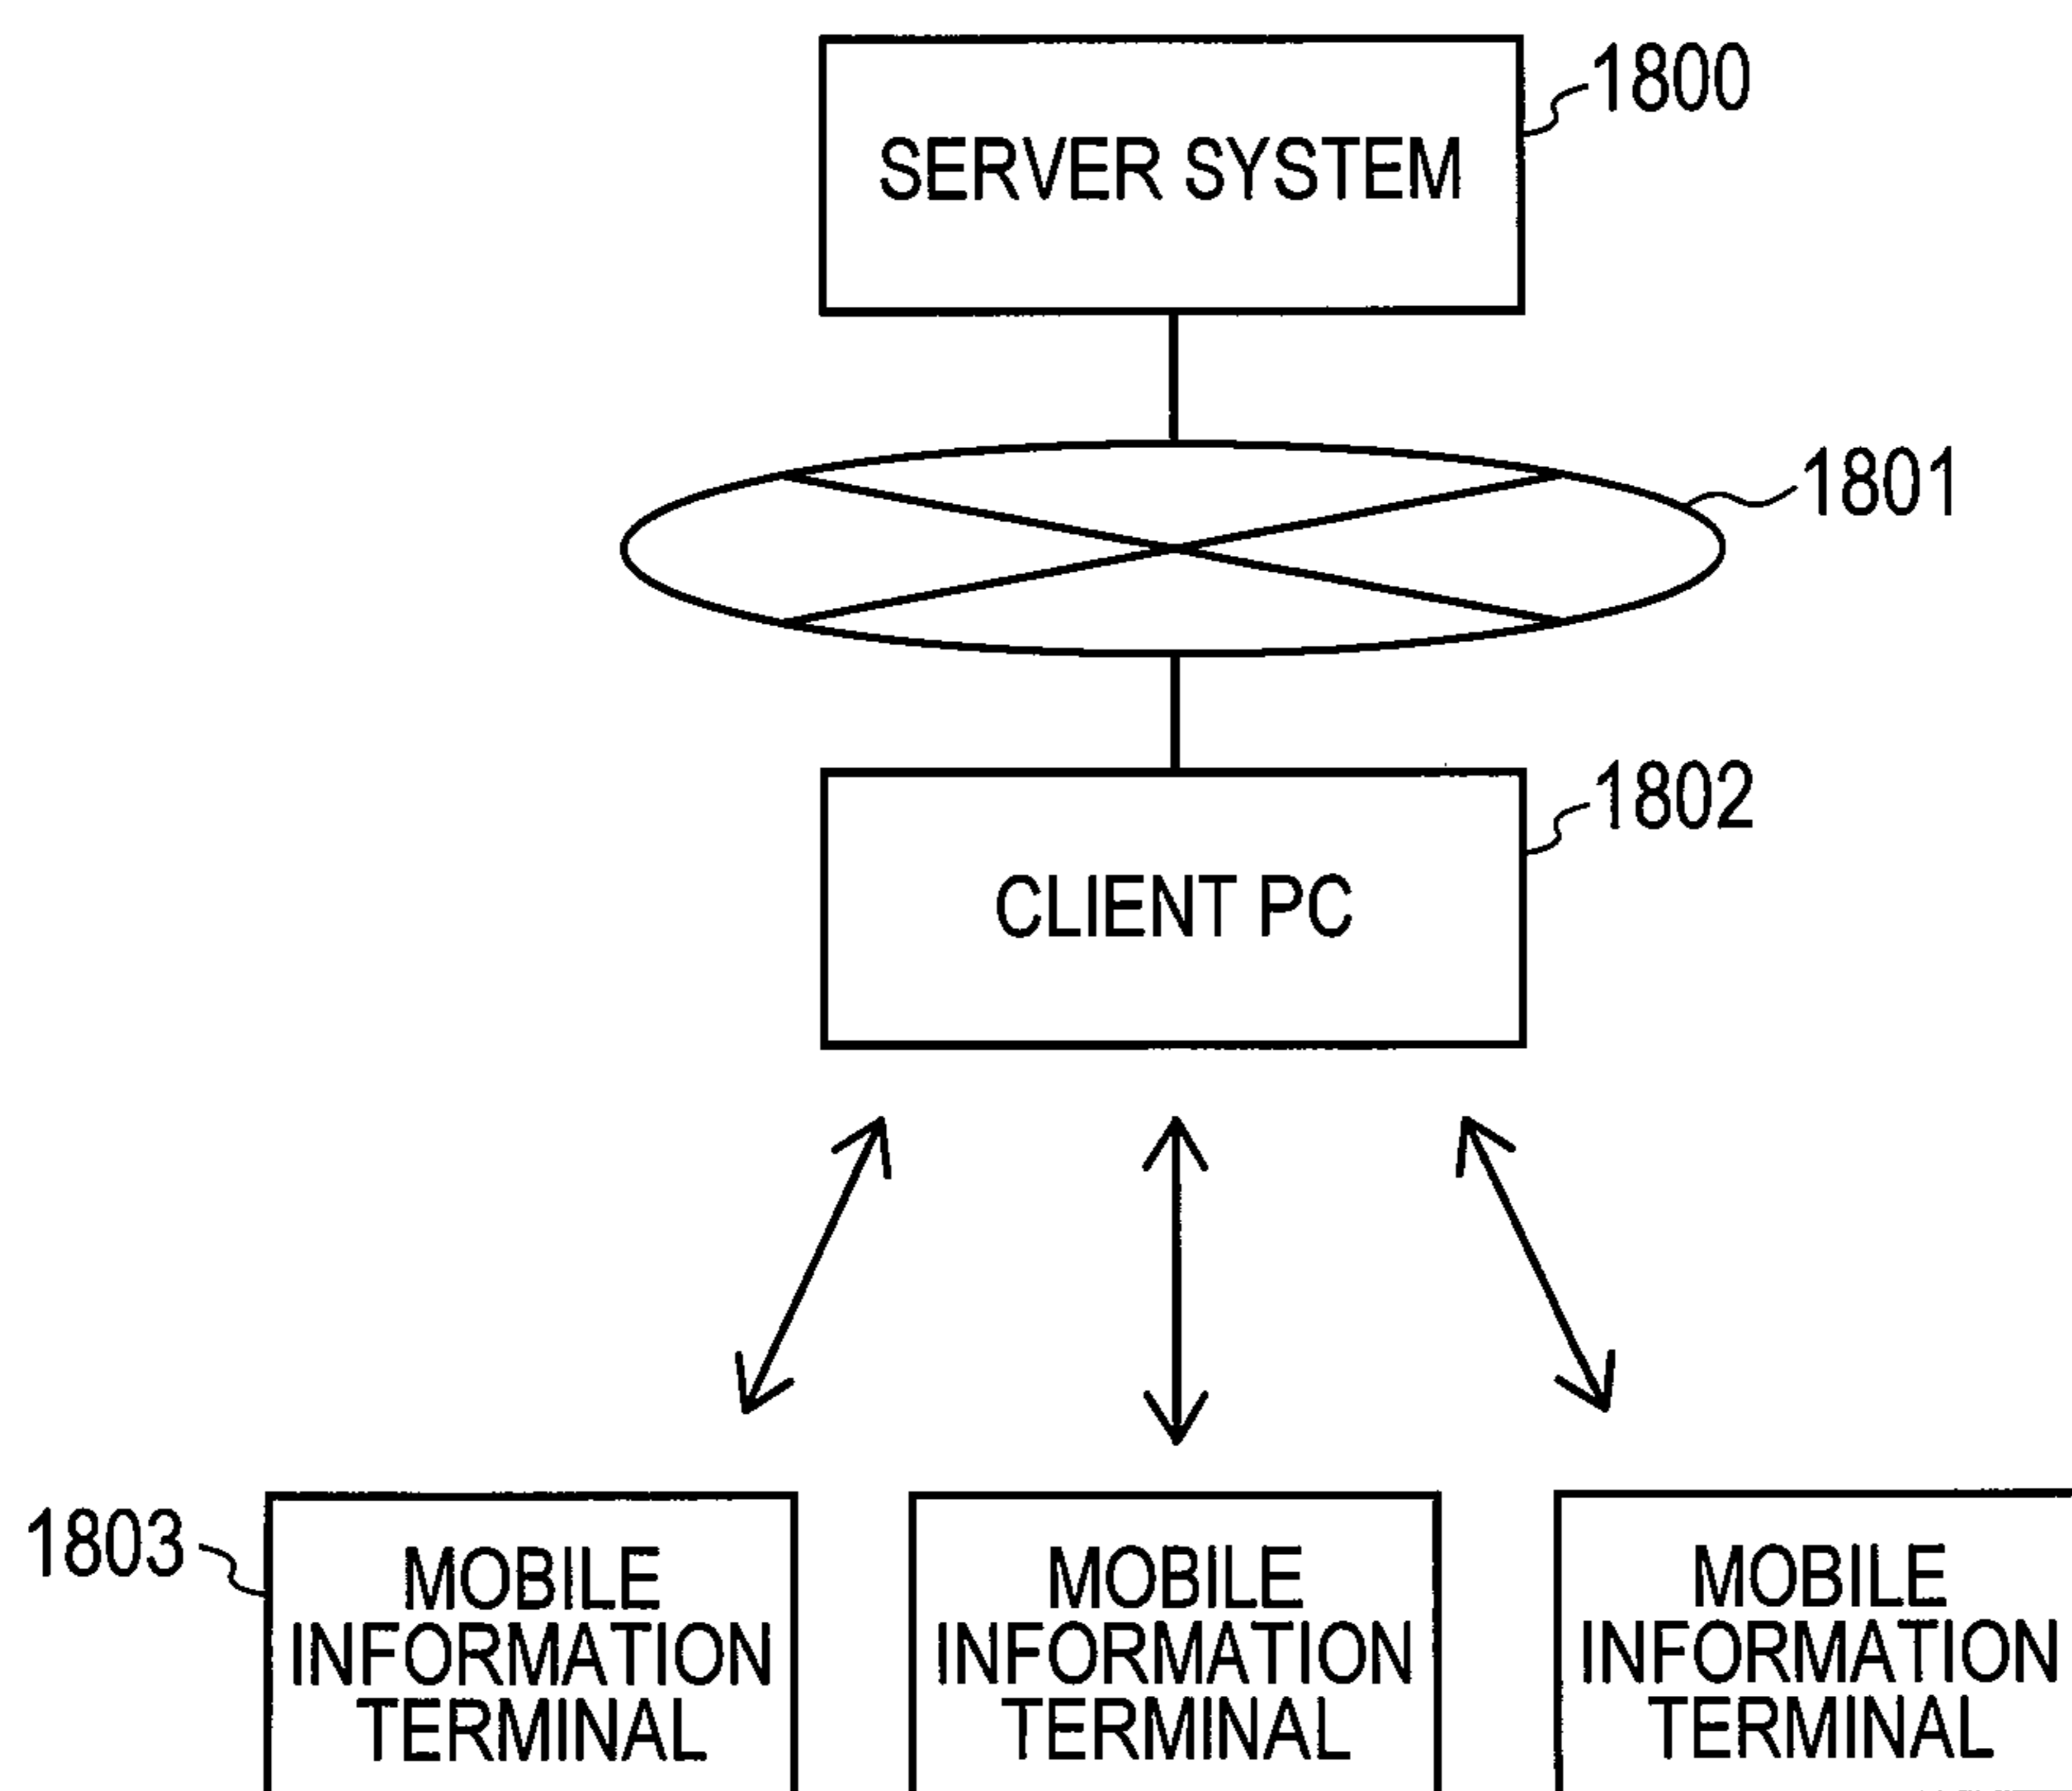 1800
SERVER SYSTEM
1801
1802
CLIENT PC
1803
MOBILE
INFORMATION
TERMINAL
MOBILE
INFORMATION
TERMINAL
MOBILE
INFORMATION
TERMINAL